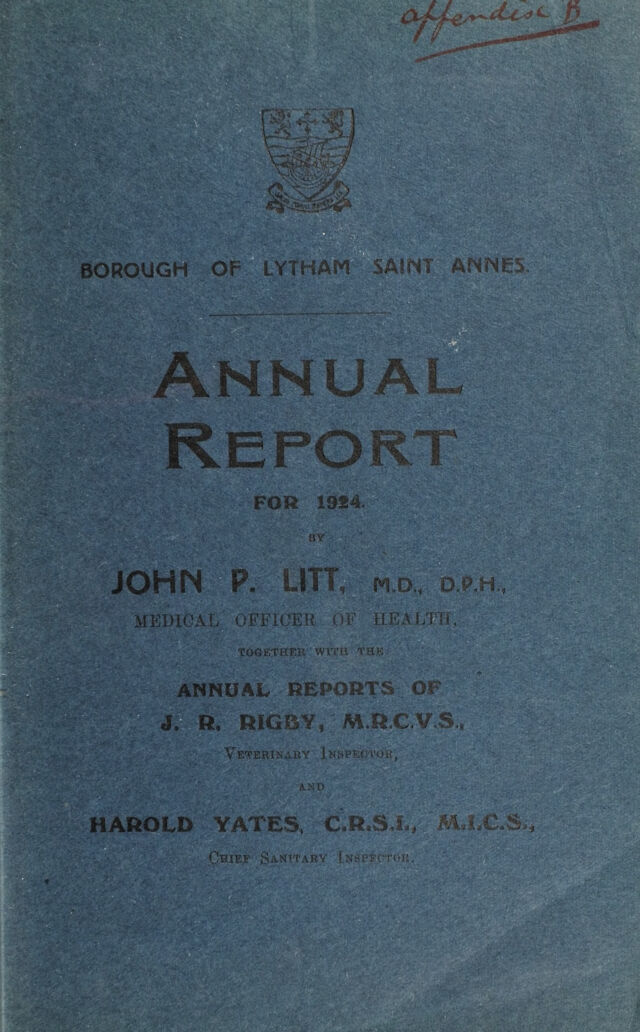 appendix B
BOROUGH OF LYTHAM SAINT ANNES.
ANNUAL
REPORT
FOR 1924.
BY
JOHN P. LITT, M.D., D.P.H.,
MEDICAL OFFICER OF HEALTH,
TOGETHER WITH THE
ANNUAL REPORTS OF
J. R. RIGBY, M.R.C.V.S.,
VETERINARY INSPECTOR,
AND
HAROLD YATES, C.R.S.I., M.I.C.S.,
CHIEF SANITARY INSPECTOR.